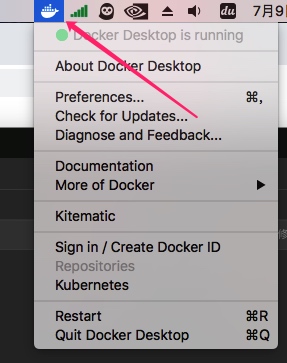 du
7月9
Docker Desktop is running
About Docker Desktop
Preferences... ⌘,
Check for Updates...
Diagnose and Feedback...
Documentation
More of Docker
Kitematic
Sign in / Create Docker ID
Repositories
Kubernetes
Restart ⌘R
Quit Docker Desktop ⌘Q